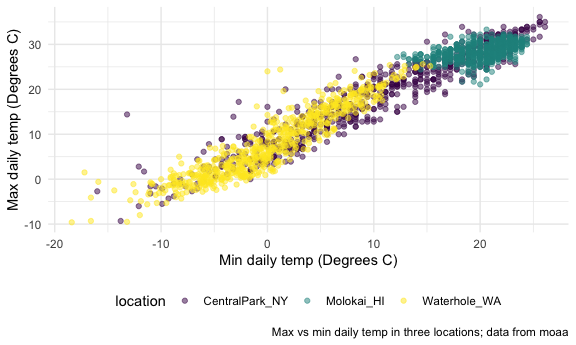 Max daily temp (Degrees C)
30
20
10
0
-10
-20
-10
0
10
20
Min daily temp (Degrees C)
location
CentralPark_NY
Molokai_HI
Waterhole_WA
Max vs min daily temp in three locations; data from rnoaa